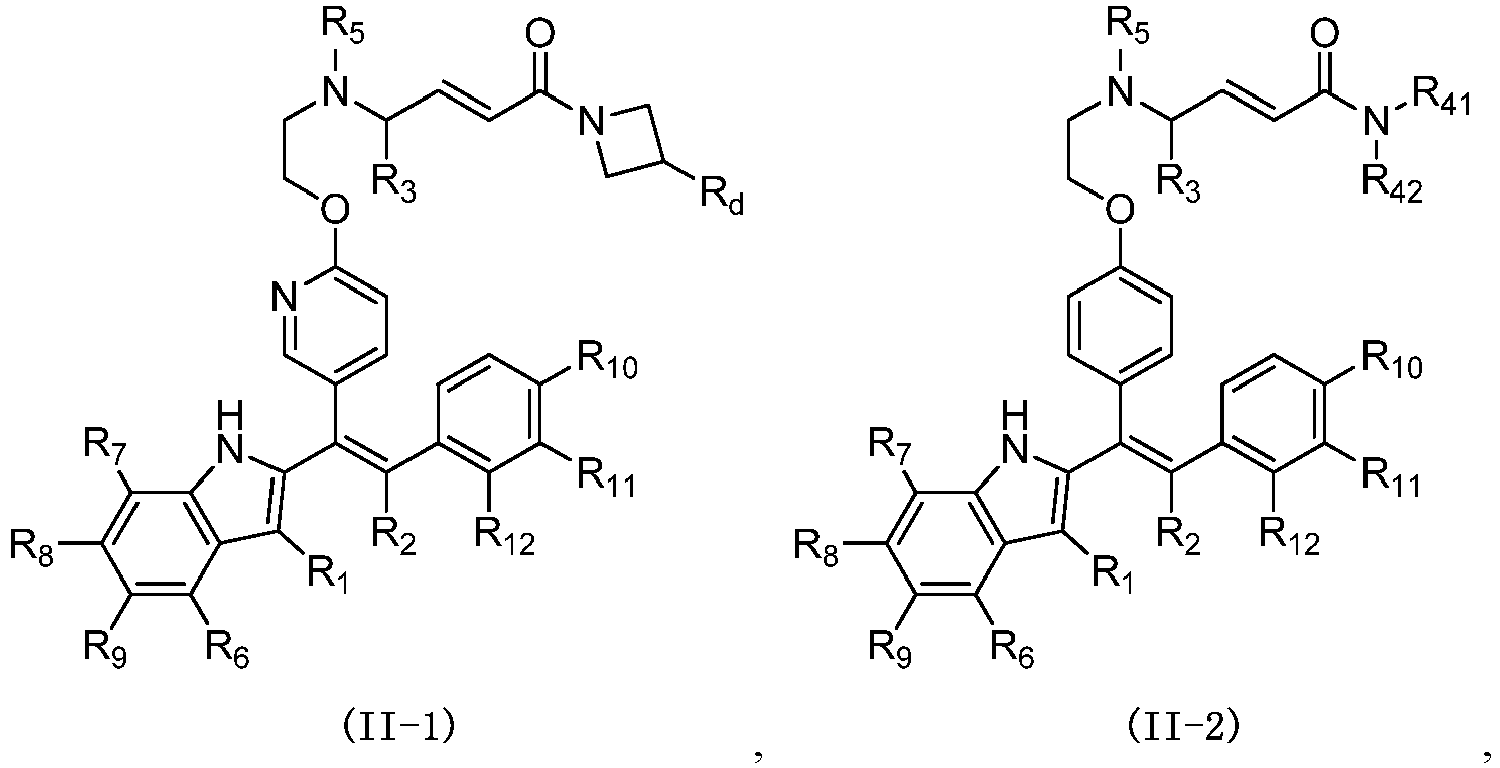 R5 O R5 O
N N
N R41
N
R3 Rd R3 R42
O O
N
R10 R10
H H
R7 N R7 N
R11 R11
R8 R2 R12 R8 R2 R12
R1 R1
R9 R6 R9 R6
(II-1) , (II-2) ,